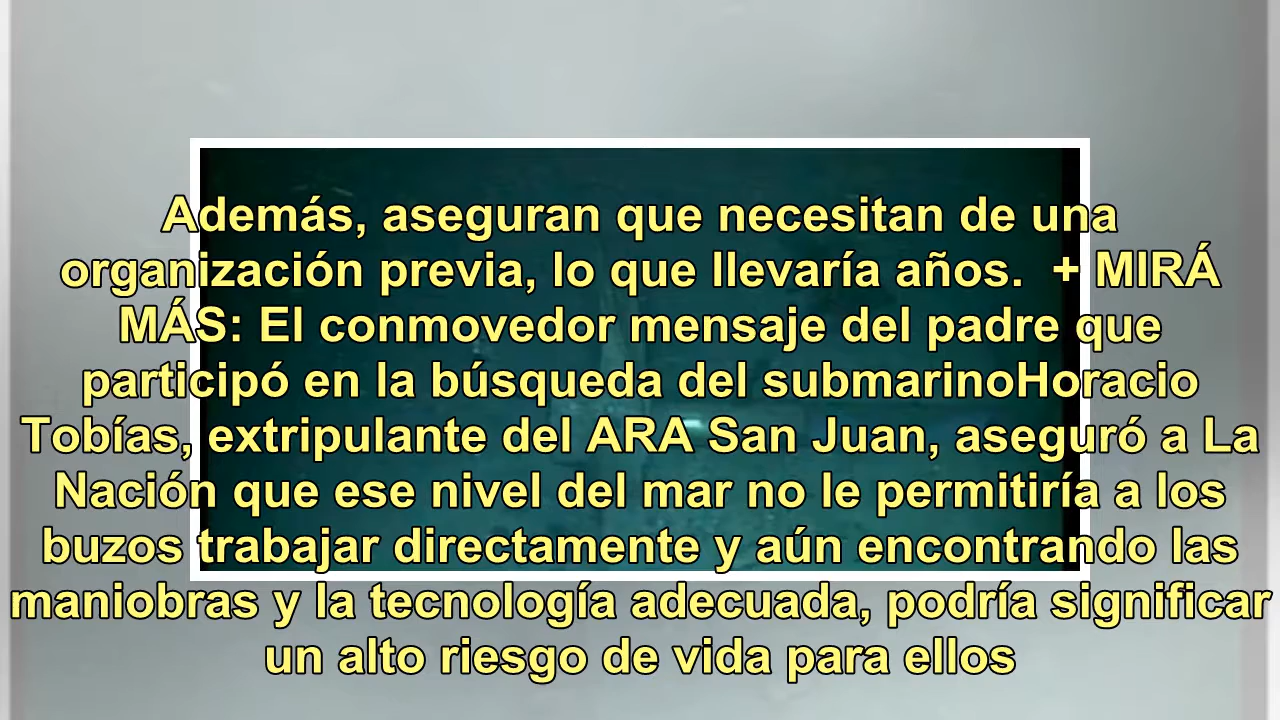 Además, aseguran que necesitan de una
organización previa, lo que llevaría años.  + MIRÁ
MÁS: El conmovedor mensaje del padre que
participó en la búsqueda del submarinoHoracio
Tobías, extripulante del ARA San Juan, aseguró a La
Nación que ese nivel del mar no le permitiría a los
buzos trabajar directamente y aún encontrando las
maniobras y la tecnología adecuada, podría significar
un alto riesgo de vida para ellos